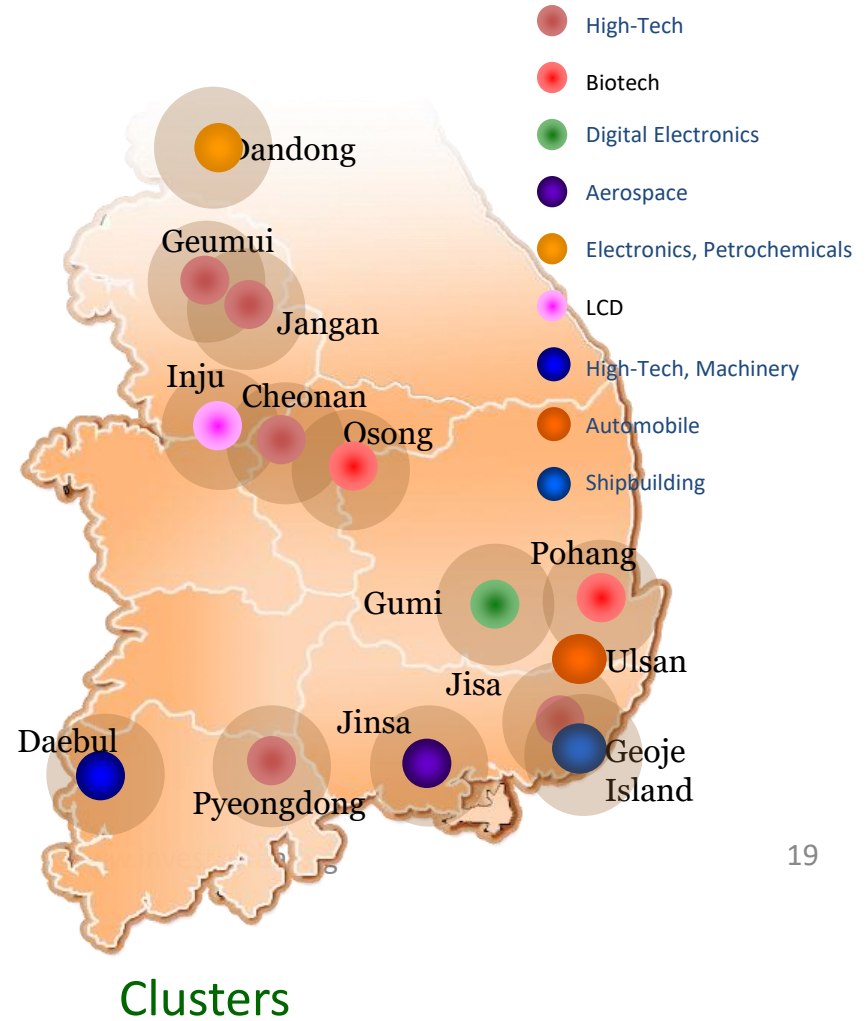 High-Tech
Biotech
Digital Electronics
Aerospace
Electronics, Petrochemicals
LCD
High-Tech, Machinery
Automobile
Shipbuilding
Dandong
Geumui
Jangan
Inju
Cheonan
Osong
Pohang
Gumi
Ulsan
Jisa
Jinsa
Daebul
Geoje
Island
Pyeongdong
19
Clusters